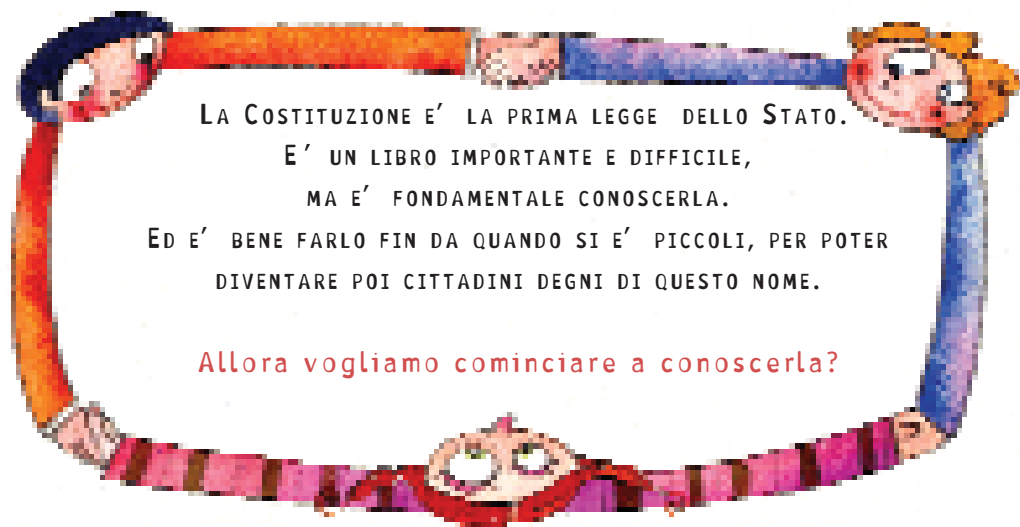 La Costituzione e' la prima legge dello Stato.
E' un libro importante e difficile,
ma e' fondamentale conoscerla.
Ed e' bene farlo fin da quando si e' piccoli, per poter
diventare poi cittadini degni di questo nome.
Allora vogliamo cominciare a conoscerla?